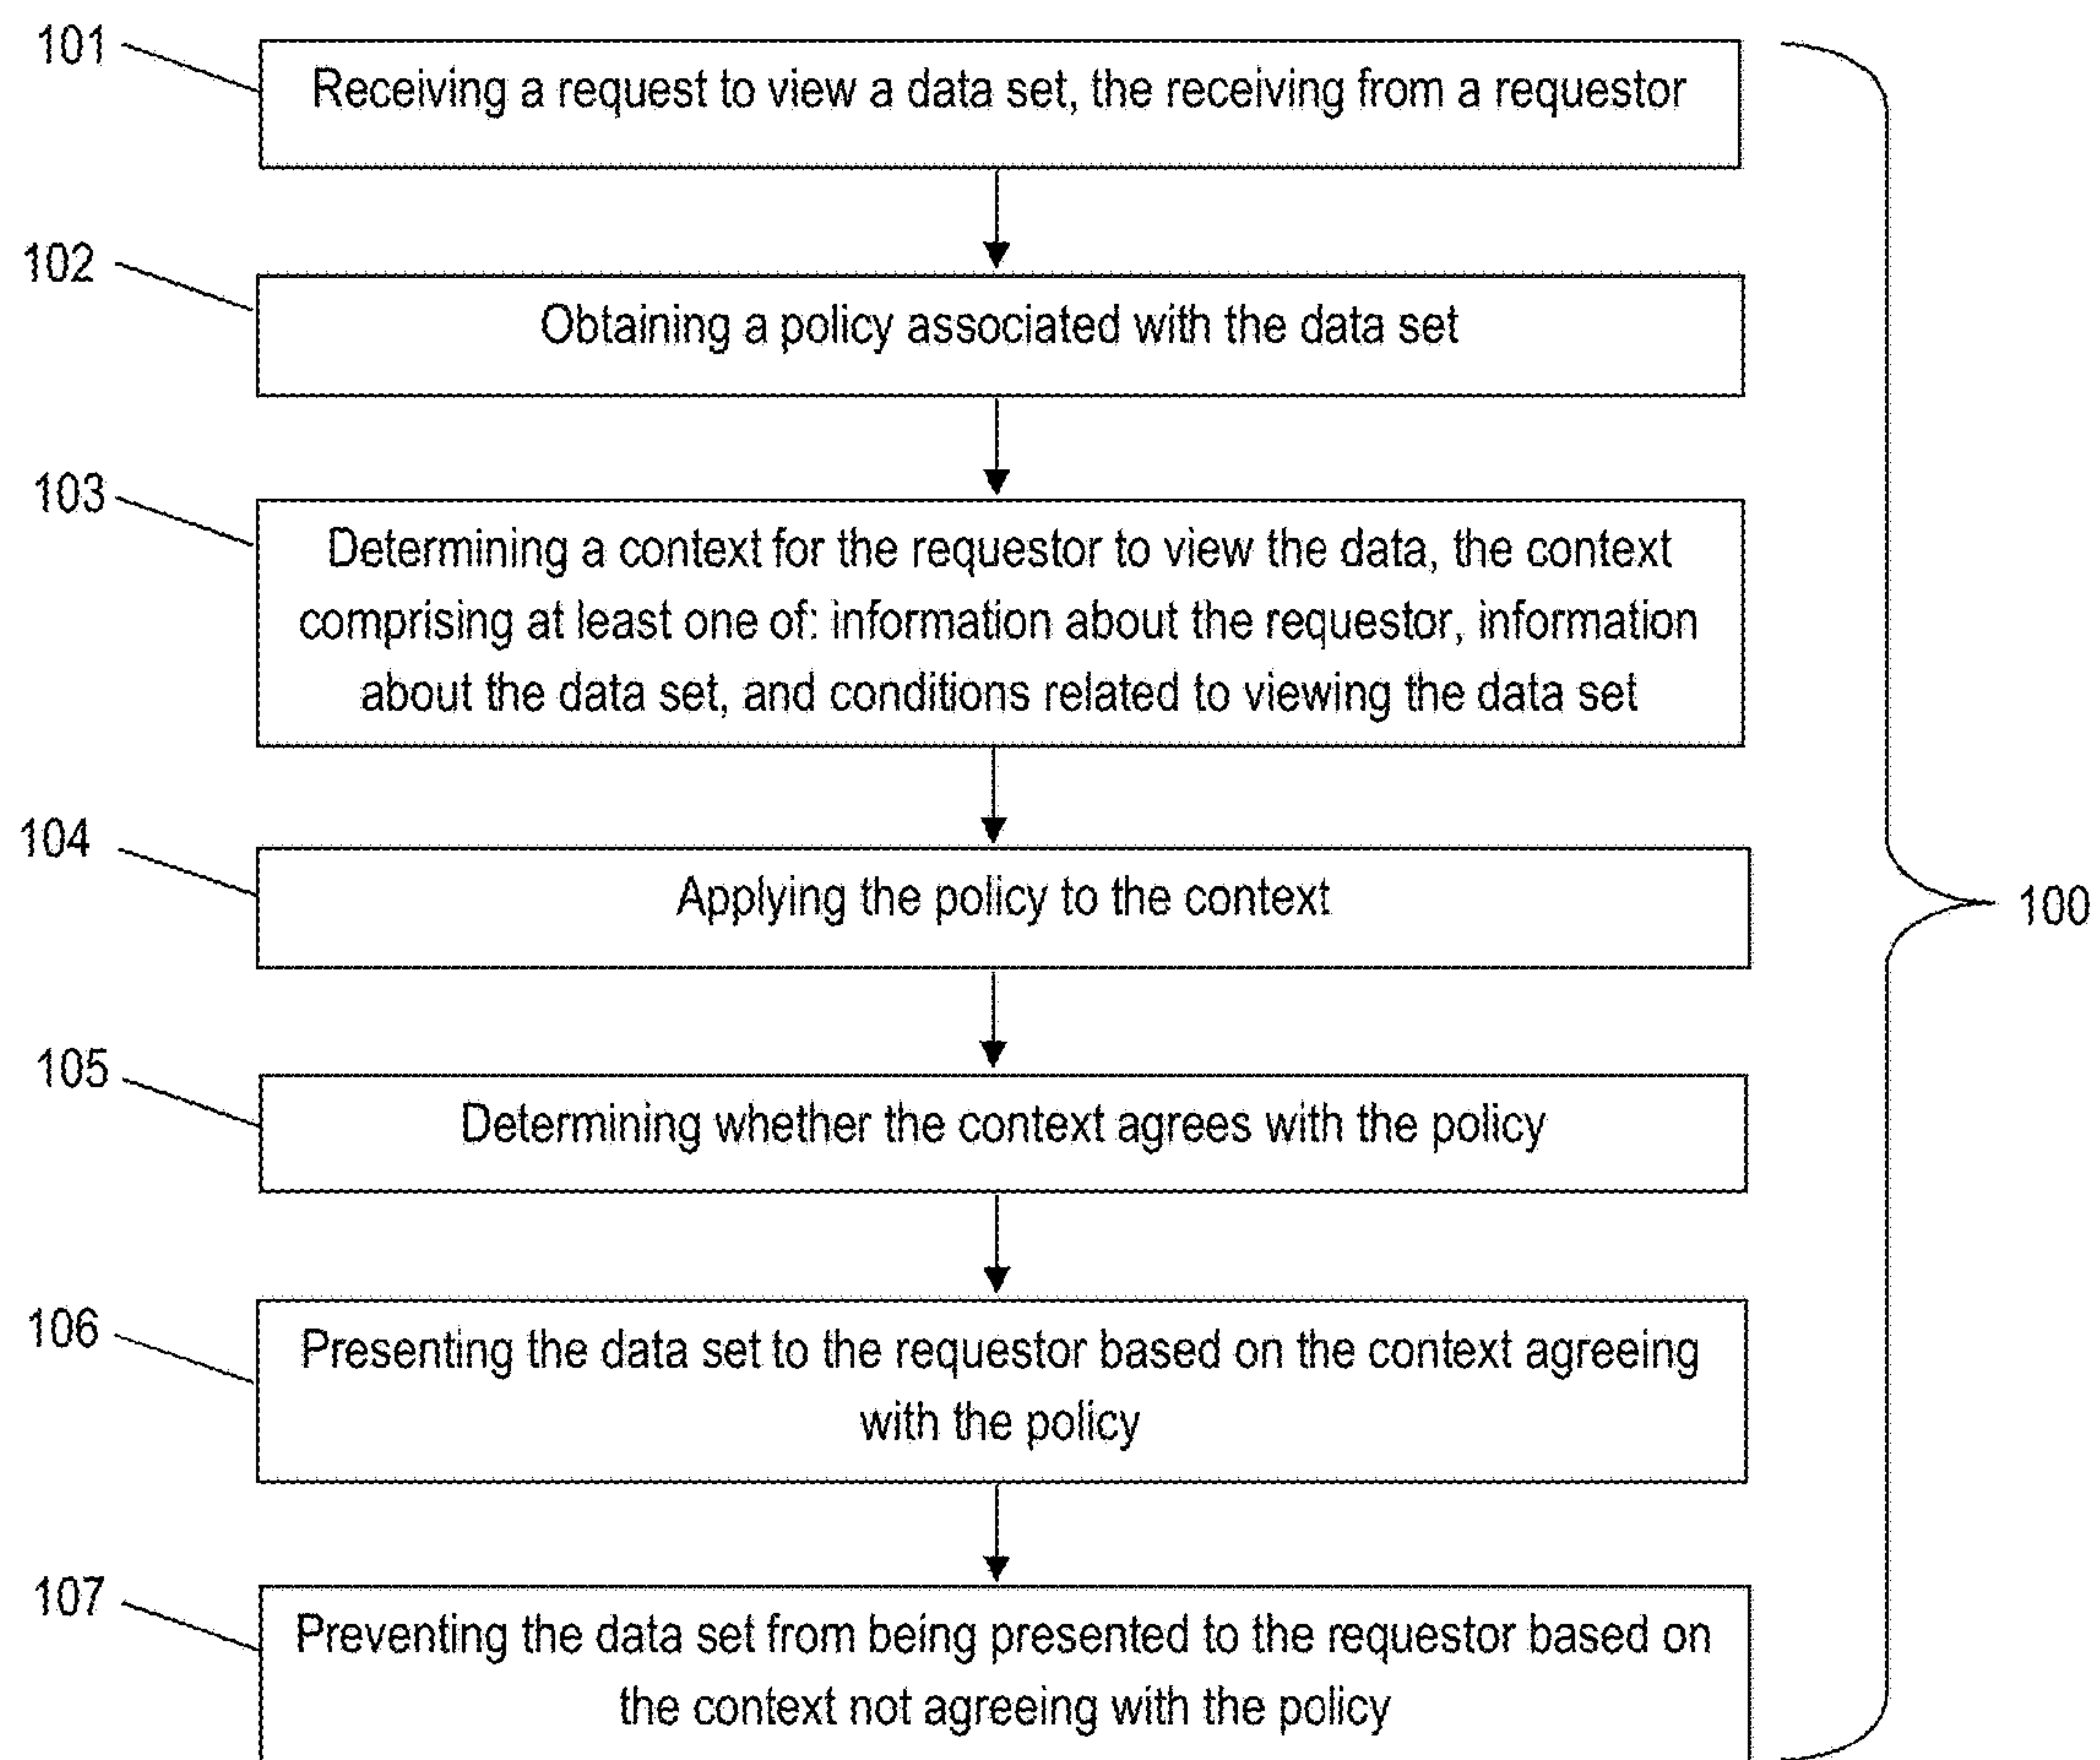 101
Receiving a request to view a data set, the receiving from a requestor
102
Obtaining a policy associated with the data set
103
Determining a context for the requestor to view the data, the context
comprising at least one of: information about the requestor, information
about the data set, and conditions related to viewing the data set
104
Applying the policy to the context
100
105
Determining whether the context agrees with the policy
106
Presenting the data set to the requestor based on the context agreeing
with the policy
107
Preventing the data set from being presented to the requestor based on
the context not agreeing with the policy